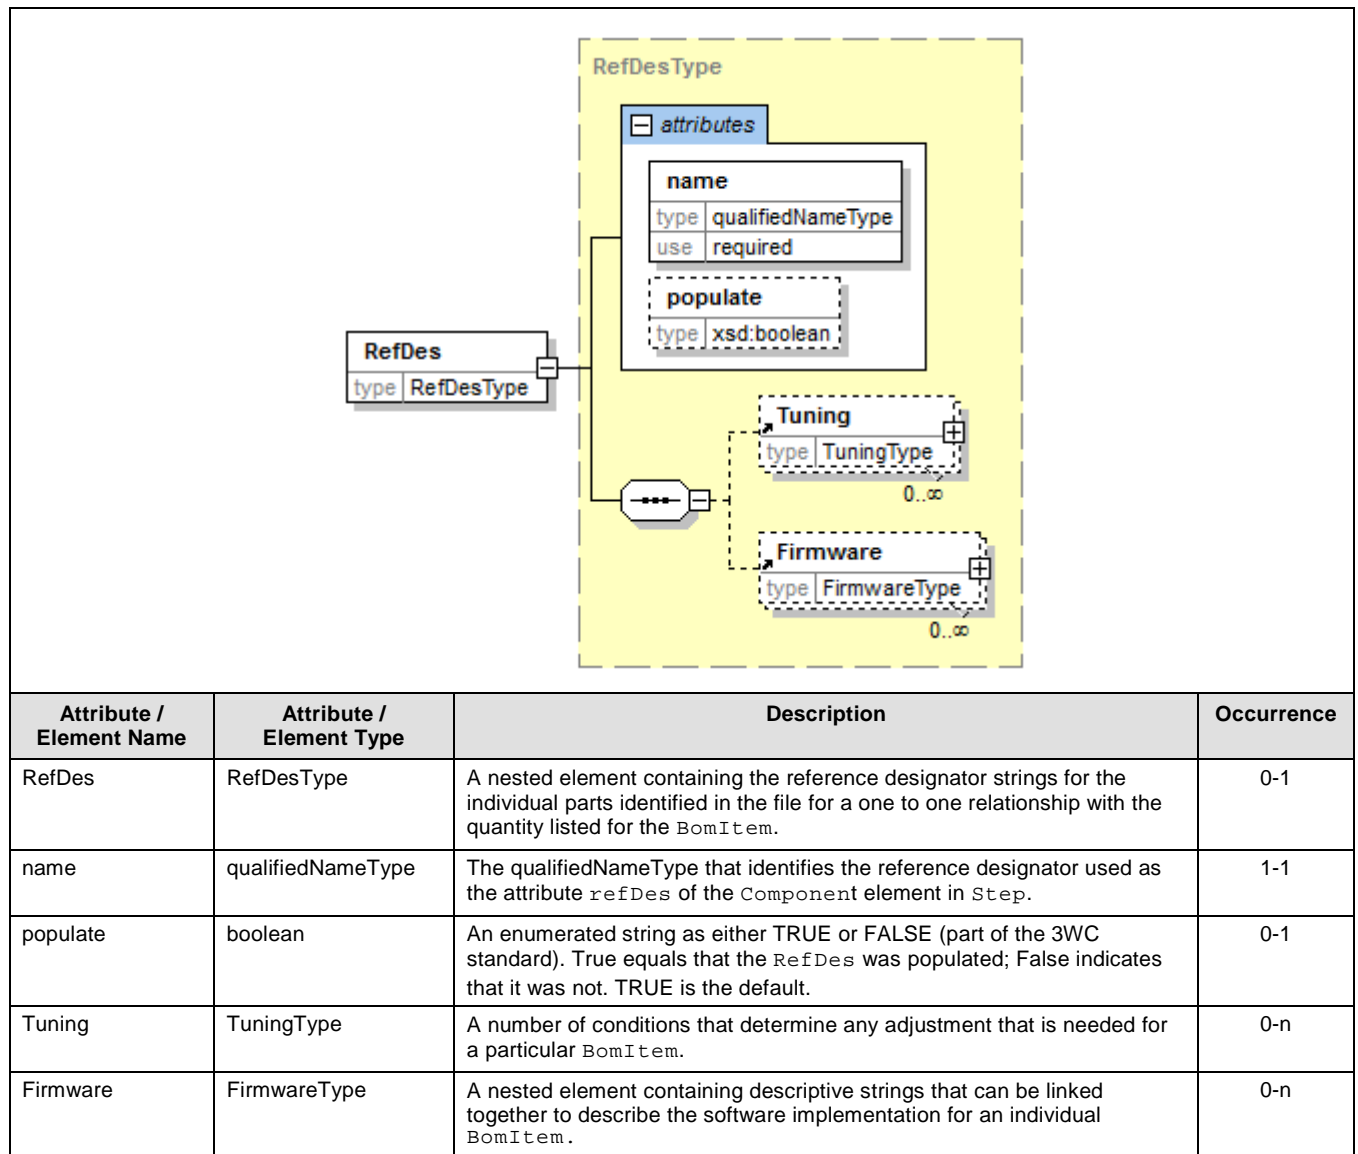 RefDesType
attributes
name
type qualifiedNameType
use required
populate
type xsd:boolean
RefDes
type RefDesType
Tuning
type TuningType
0..∞
Firmware
type FirmwareType
0..∞
Attribute / Element Name
Attribute / Element Type
Description
Occurrence
RefDes
RefDesType
A nested element containing the reference designator strings for the
individual parts identified in the file for a one to one relationship with the
quantity listed for the BomItem.
0-1
name
qualifiedNameType
The qualifiedNameType that identifies the reference designator used as
the attribute refDes of the Component element in Step.
1-1
populate
boolean
An enumerated string as either TRUE or FALSE (part of the 3WC
standard). True equals that the RefDes was populated; False indicates
that it was not. TRUE is the default.
0-1
Tuning
TuningType
A number of conditions that determine any adjustment that is needed for
a particular BomItem.
0-n
Firmware
FirmwareType
A nested element containing descriptive strings that can be linked
together to describe the software implementation for an individual
BomItem.
0-n